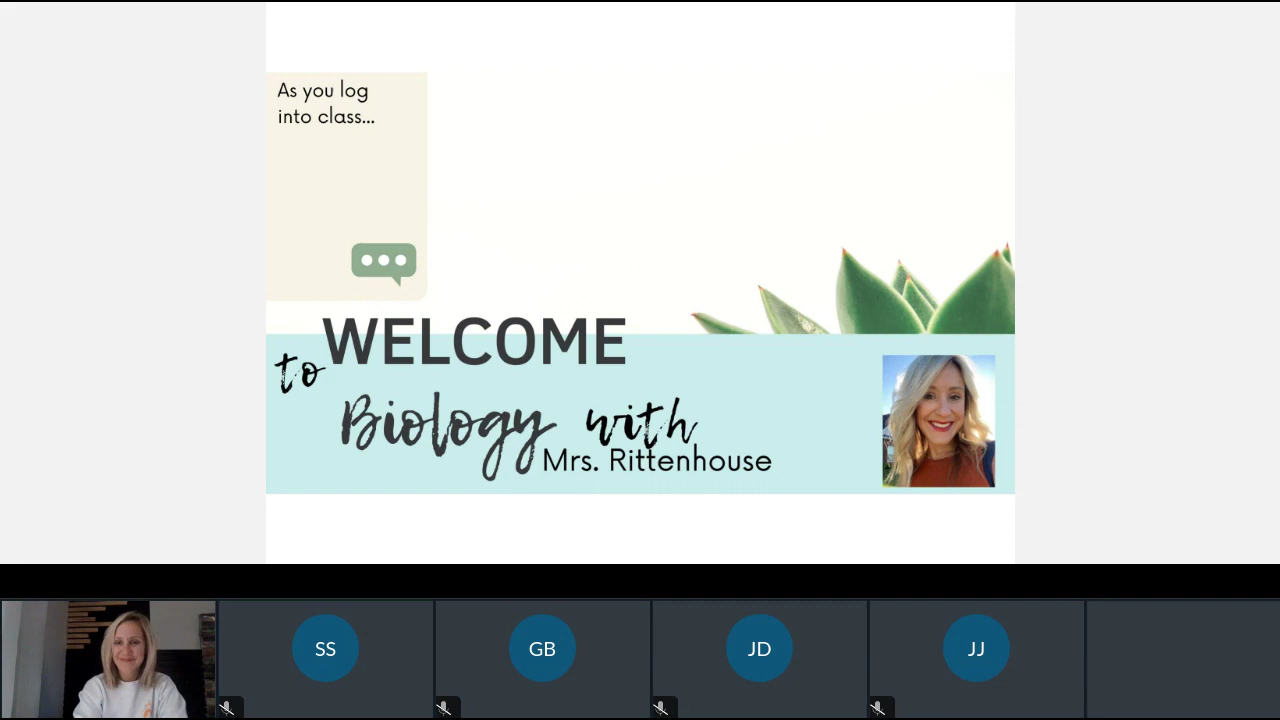 As you log
into class...
WELCOME
to
Biology with
Mrs. Rittenhouse
SS GB JD JJ